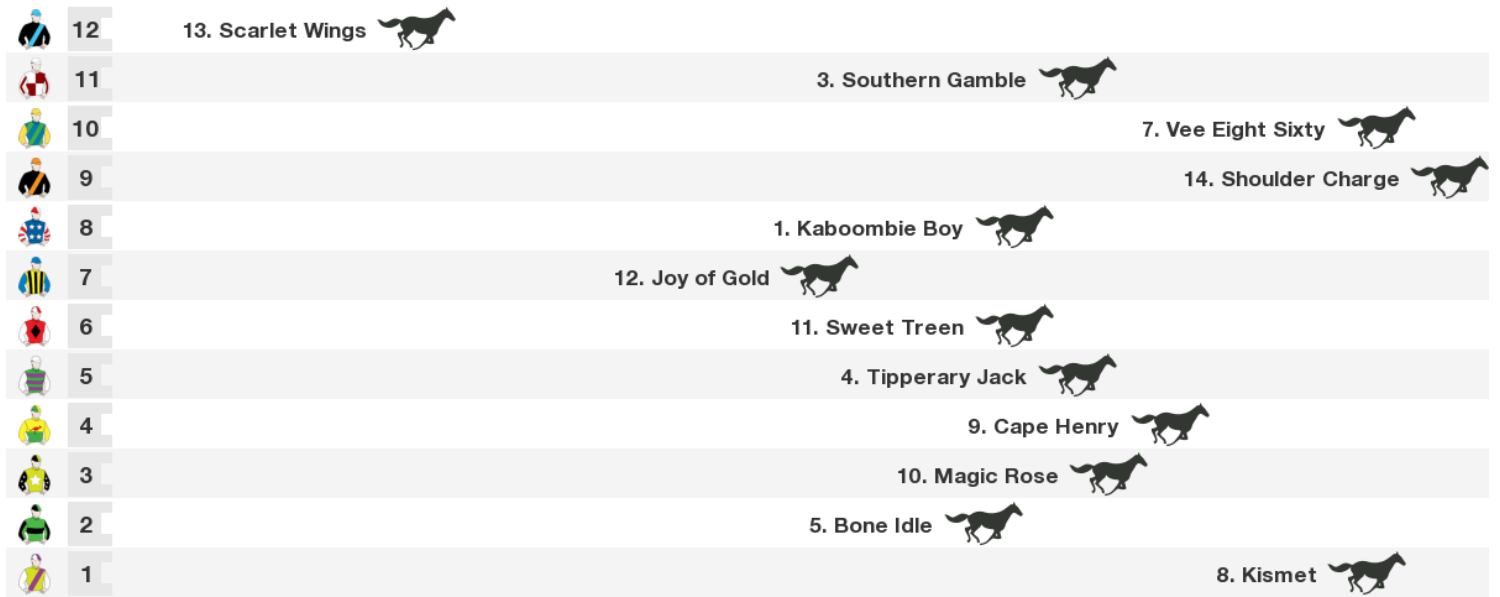 12 13. Scarlet Wings
11 3. Southern Gamble
10 7. Vee Eight Sixty
9 14. Shoulder Charge
8 1. Kaboombie Boy
7 12. Joy of Gold
6 11. Sweet Treen
5 4. Tipperary Jack
4 9. Cape Henry
3 10. Magic Rose
2 5. Bone Idle
1 8. Kismet